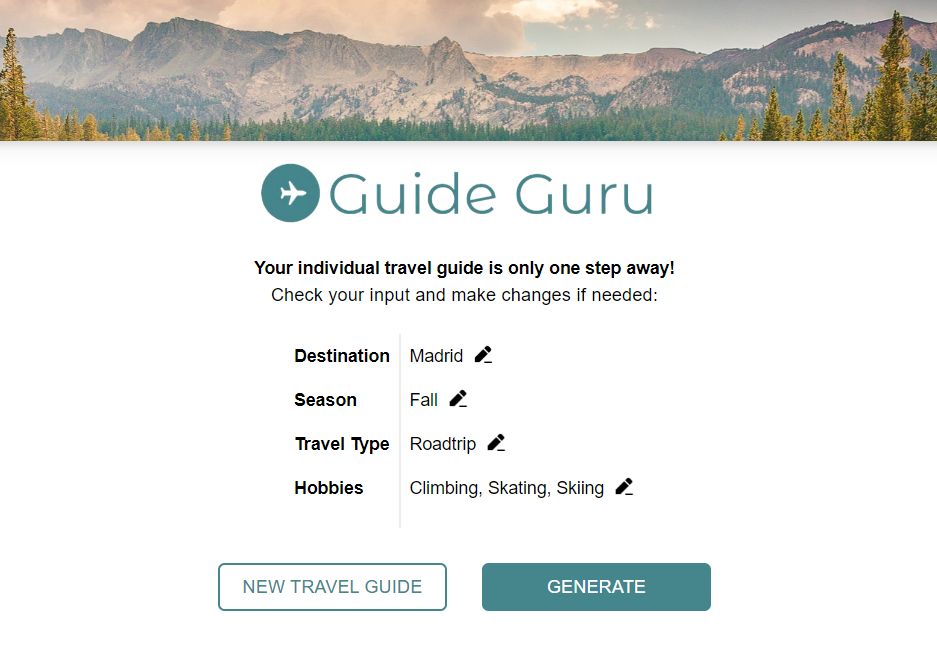 Guide Guru
Your individual travel guide is only one step away!
Check your input and make changes if needed:
Destination Madrid
Season Fall
Travel Type Roadtrip
Hobbies Climbing, Skating, Skiing
NEW TRAVEL GUIDE GENERATE